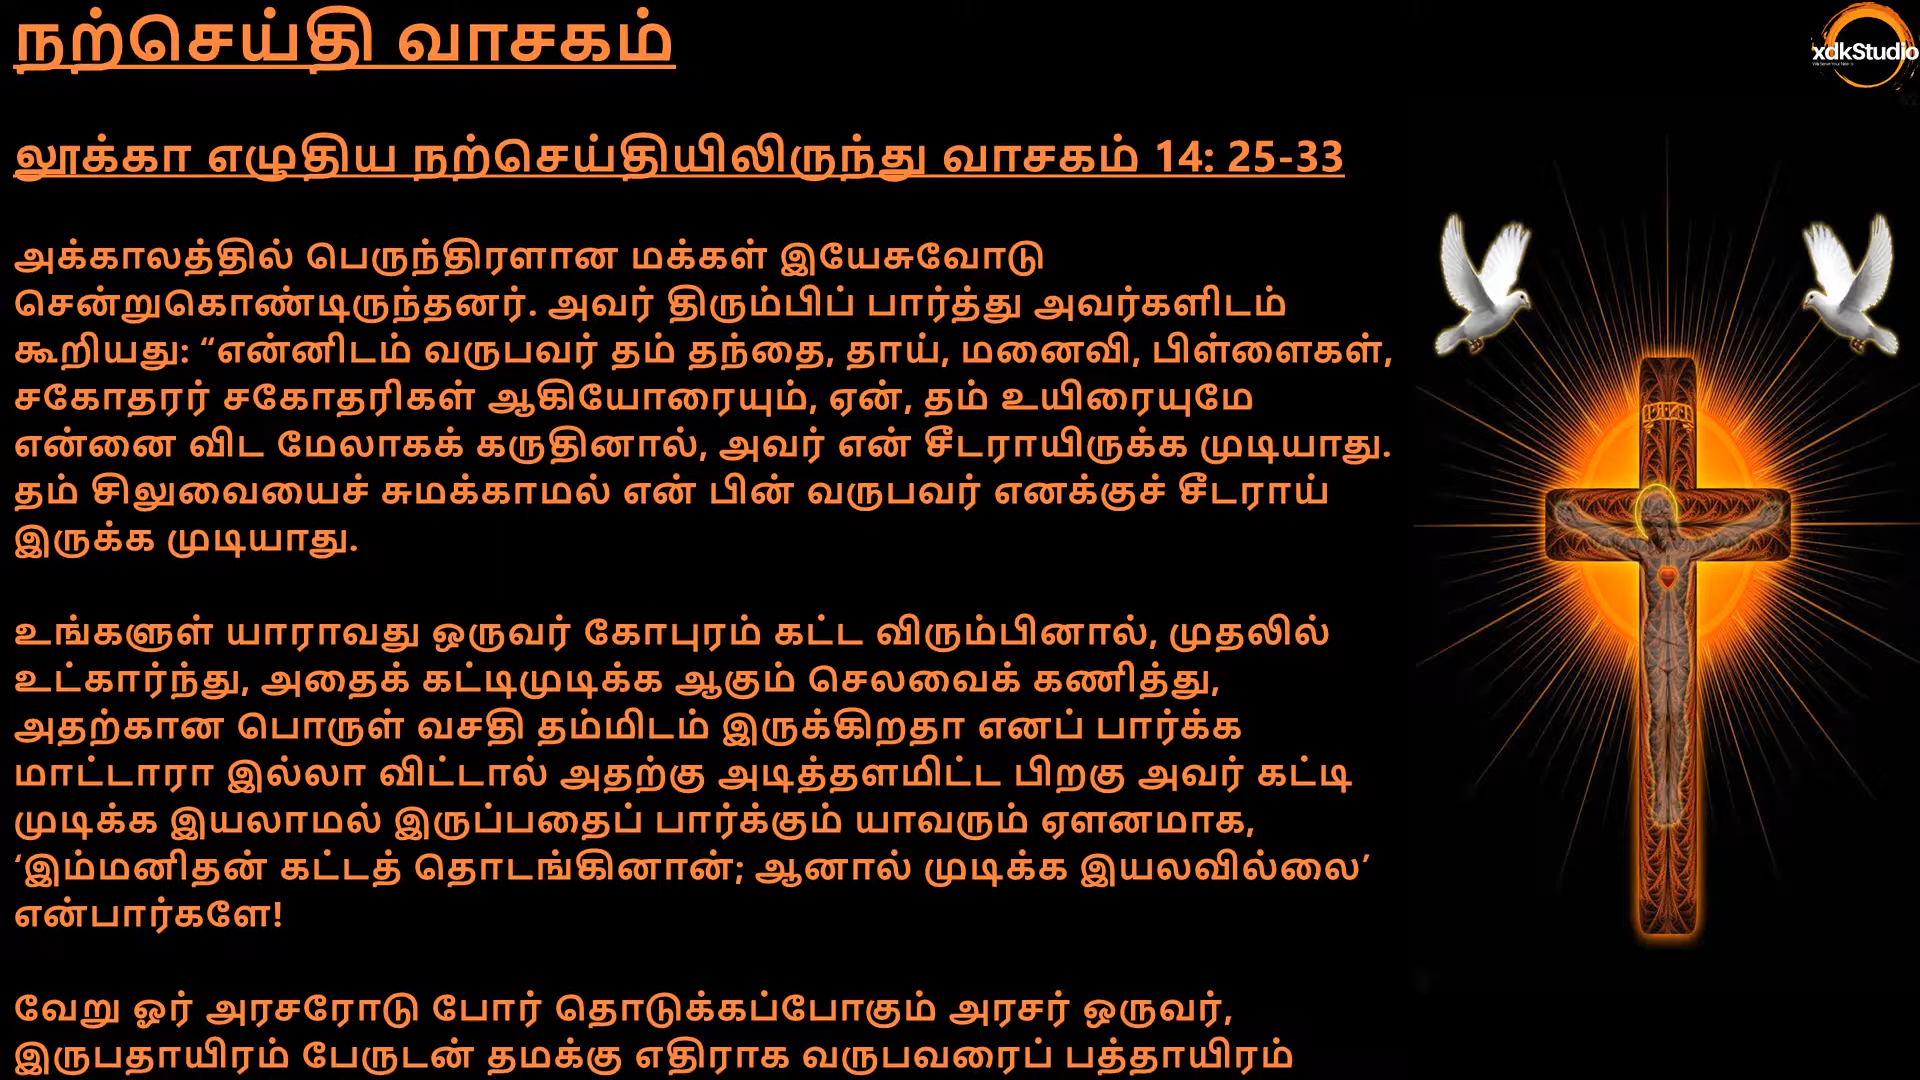 நற்செய்தி வாசகம்
xdkStudio
லூக்கா எழுதிய நற்செய்தியிலிருந்து வாசகம் 14: 25-33
அக்காலத்தில் பெருந்திரளான மக்கள் இயேசுவோடு
சென்றுகொண்டிருந்தனர். அவர் திரும்பிப் பார்த்து அவர்களிடம்
கூறியது: “என்னிடம் வருபவர் தம் தந்தை, தாய், மனைவி, பிள்ளைகள்,
சகோதரர் சகோதரிகள் ஆகியோரையும், ஏன், தம் உயிரையுமே
என்னை விட மேலாகக் கருதினால், அவர் என் சீடராயிருக்க முடியாது.
தம் சிலுவையைச் சுமக்காமல் என் பின் வருபவர் எனக்குச் சீடராய்
இருக்க முடியாது.
உங்களுள் யாராவது ஒருவர் கோபுரம் கட்ட விரும்பினால், முதலில்
உட்கார்ந்து, அதைக் கட்டிமுடிக்க ஆகும் செலவைக் கணித்து,
அதற்கான பொருள் வசதி தம்மிடம் இருக்கிறதா எனப் பார்க்க
மாட்டாரா இல்லா விட்டால் அதற்கு அடித்தளமிட்ட பிறகு அவர் கட்டி
முடிக்க இயலாமல் இருப்பதைப் பார்க்கும் யாவரும் ஏளனமாக,
‘இம்மனிதன் கட்டத் தொடங்கினான்; ஆனால் முடிக்க இயலவில்லை’
என்பார்களே!
வேறு ஓர் அரசரோடு போர் தொடுக்கப்போகும் அரசர் ஒருவர்,
இருபதாயிரம் பேருடன் தமக்கு எதிராக வருபவரைப் பத்தாயிரம்